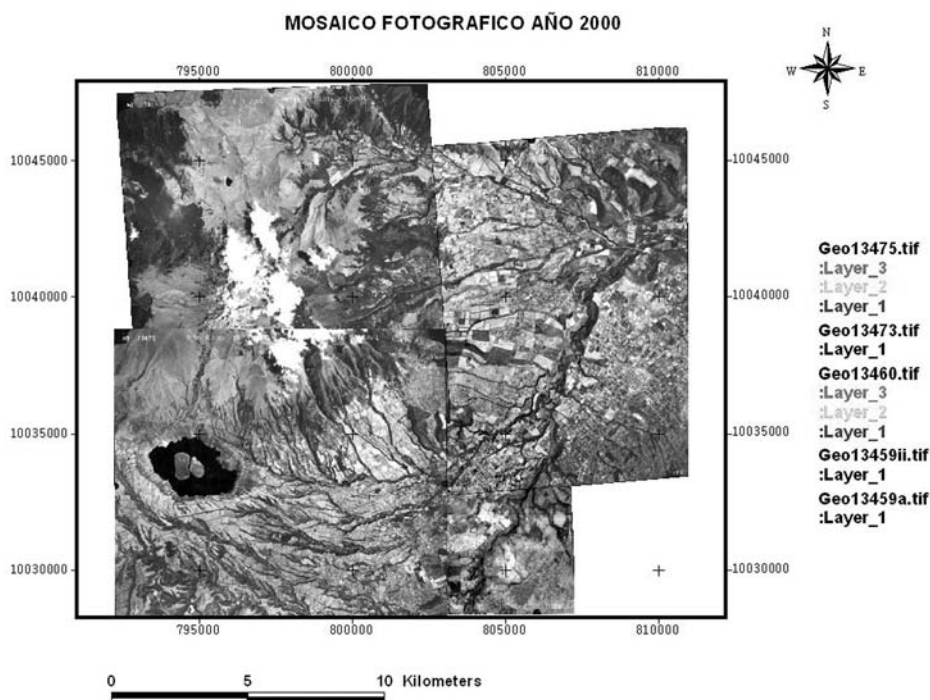 MOSAICO FOTOGRAFICO AÑO 2000
N
W E
S
795000 800000 805000 810000
10045000 10045000
10040000 10040000
10035000 10035000
10030000 10030000
795000 800000 805000 810000
Geo13475.tif
:Layer_3
:Layer_2
:Layer_1
Geo13473.tif
:Layer_1
Geo13460.tif
:Layer_3
:Layer_2
:Layer_1
Geo13459ii.tif
:Layer_1
Geo13459a.tif
:Layer_1
0 5 10 Kilometers